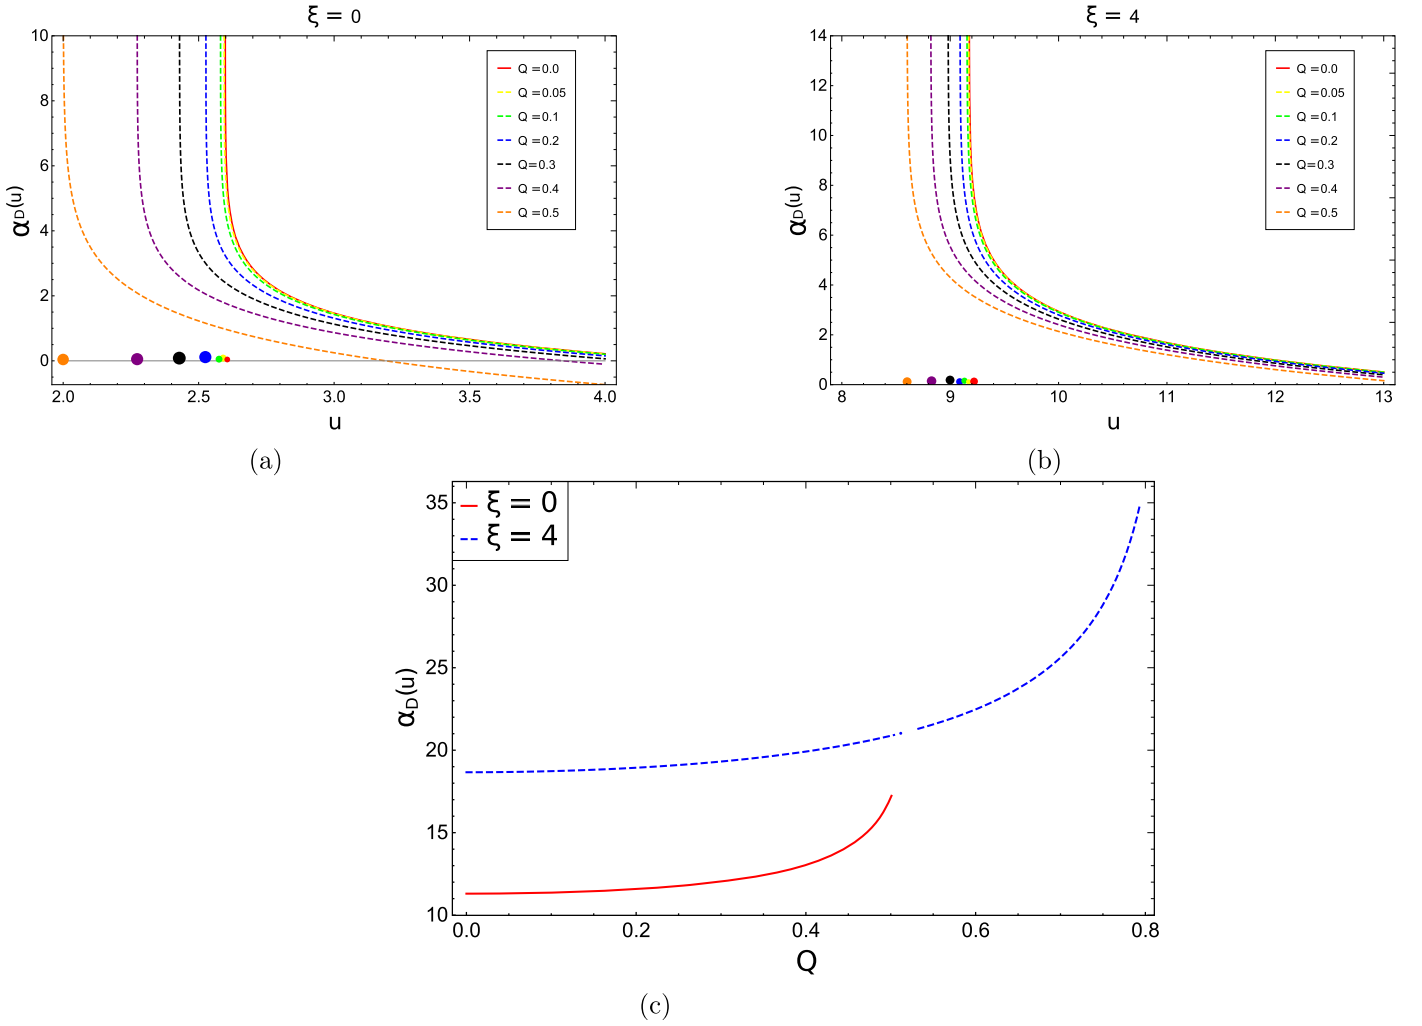 ξ = 0
10
8
6
4
2
0
α_D(u)
2.0 2.5 3.0 3.5 4.0
u
Q =0.0
Q =0.05
Q =0.1
Q =0.2
Q=0.3
Q =0.4
Q =0.5
(a)
ξ = 4
14
12
10
8
6
4
2
0
α_D(u)
8 9 10 11 12 13
u
Q =0.0
Q =0.05
Q =0.1
Q =0.2
Q=0.3
Q =0.4
Q =0.5
(b)
ξ = 0
ξ = 4
35
30
25
20
15
10
α_D(u)
0.0 0.2 0.4 0.6 0.8
Q
(c)